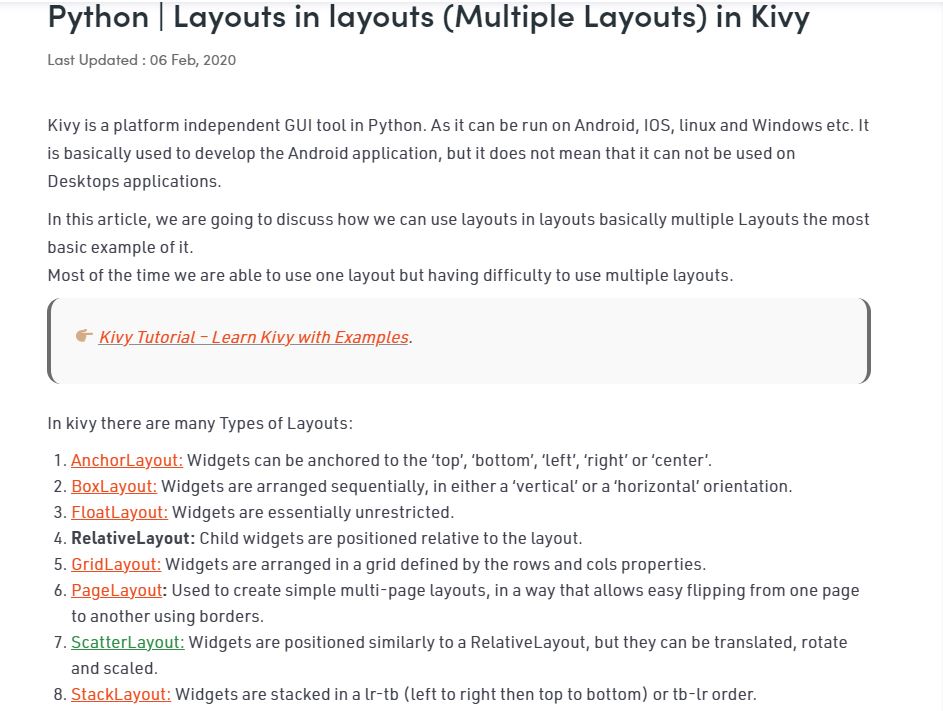 Python | Layouts in layouts (Multiple Layouts) in Kivy
Last Updated : 06 Feb, 2020
Kivy is a platform independent GUI tool in Python. As it can be run on Android, IOS, linux and Windows etc. It
is basically used to develop the Android application, but it does not mean that it can not be used on
Desktops applications.
In this article, we are going to discuss how we can use layouts in layouts basically multiple Layouts the most
basic example of it.
Most of the time we are able to use one layout but having difficulty to use multiple layouts.
👉🏽 Kivy Tutorial – Learn Kivy with Examples.
In kivy there are many Types of Layouts:
1. AnchorLayout: Widgets can be anchored to the ‘top’, ‘bottom’, ‘left’, ‘right’ or ‘center’.
2. BoxLayout: Widgets are arranged sequentially, in either a ‘vertical’ or a ‘horizontal’ orientation.
3. FloatLayout: Widgets are essentially unrestricted.
4. RelativeLayout: Child widgets are positioned relative to the layout.
5. GridLayout: Widgets are arranged in a grid defined by the rows and cols properties.
6. PageLayout: Used to create simple multi-page layouts, in a way that allows easy flipping from one page
to another using borders.
7. ScatterLayout: Widgets are positioned similarly to a RelativeLayout, but they can be translated, rotate
and scaled.
8. StackLayout: Widgets are stacked in a lr-tb (left to right then top to bottom) or tb-lr order.